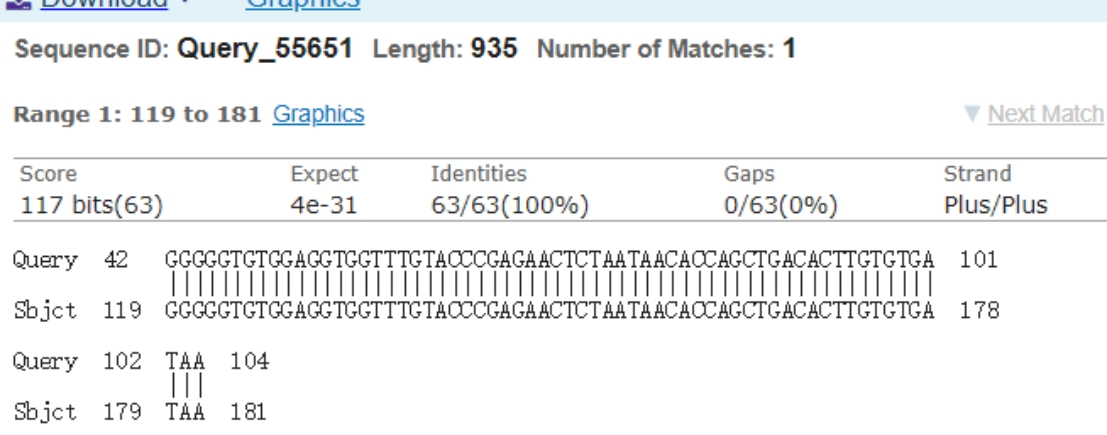 Download Graphics
Sequence ID: Query_55651 Length: 935 Number of Matches: 1
Range 1: 119 to 181 Graphics ▼ Next Match
Score Expect Identities Gaps Strand
117 bits(63) 4e-31 63/63(100%) 0/63(0%) Plus/Plus
Query 42 GGGGGTGTGGAGGTGGTTTGTACCCGAGAACTCTAATAACACCAGCTGACACTTGTGTGA 101
||||||||||||||||||||||||||||||||||||||||||||||||||||||||||||
Sbjct 119 GGGGGTGTGGAGGTGGTTTGTACCCGAGAACTCTAATAACACCAGCTGACACTTGTGTGA 178
Query 102 TAA 104
|||
Sbjct 179 TAA 181